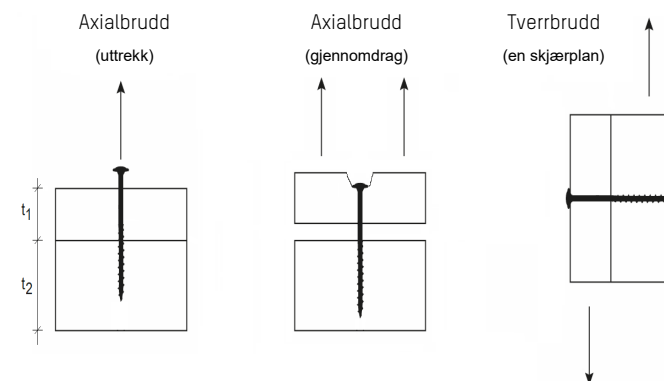 Axialbrudd
(uttrekk)
Axialbrudd
(gjennomdrag)
Tverrbrudd
(en skjærplan)
t1
t2